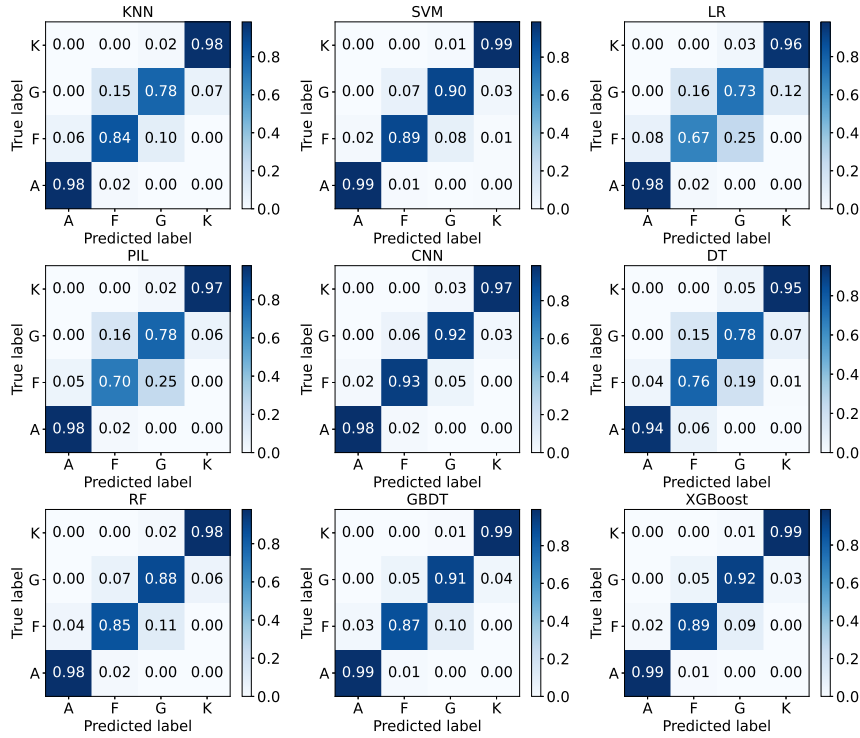 KNN
K 0.00 0.00 0.02 0.98
G 0.00 0.15 0.78 0.07
F 0.06 0.84 0.10 0.00
A 0.98 0.02 0.00 0.00
A F G K
Predicted label
True label
0.8
0.6
0.4
0.2
0.0
SVM
K 0.00 0.00 0.01 0.99
G 0.00 0.07 0.90 0.03
F 0.02 0.89 0.08 0.01
A 0.99 0.01 0.00 0.00
A F G K
Predicted label
True label
0.8
0.6
0.4
0.2
0.0
LR
K 0.00 0.00 0.03 0.96
G 0.00 0.16 0.73 0.12
F 0.08 0.67 0.25 0.00
A 0.98 0.02 0.00 0.00
A F G K
Predicted label
True label
0.8
0.6
0.4
0.2
0.0
PIL
K 0.00 0.00 0.02 0.97
G 0.00 0.16 0.78 0.06
F 0.05 0.70 0.25 0.00
A 0.98 0.02 0.00 0.00
A F G K
Predicted label
True label
0.8
0.6
0.4
0.2
0.0
CNN
K 0.00 0.00 0.03 0.97
G 0.00 0.06 0.92 0.03
F 0.02 0.93 0.05 0.00
A 0.98 0.02 0.00 0.00
A F G K
Predicted label
True label
0.8
0.6
0.4
0.2
0.0
DT
K 0.00 0.00 0.05 0.95
G 0.00 0.15 0.78 0.07
F 0.04 0.76 0.19 0.01
A 0.94 0.06 0.00 0.00
A F G K
Predicted label
True label
0.8
0.6
0.4
0.2
0.0
RF
K 0.00 0.00 0.02 0.98
G 0.00 0.07 0.88 0.06
F 0.04 0.85 0.11 0.00
A 0.98 0.02 0.00 0.00
A F G K
Predicted label
True label
0.8
0.6
0.4
0.2
0.0
GBDT
K 0.00 0.00 0.01 0.99
G 0.00 0.05 0.91 0.04
F 0.03 0.87 0.10 0.00
A 0.99 0.01 0.00 0.00
A F G K
Predicted label
True label
0.8
0.6
0.4
0.2
0.0
XGBoost
K 0.00 0.00 0.01 0.99
G 0.00 0.05 0.92 0.03
F 0.02 0.89 0.09 0.00
A 0.99 0.01 0.00 0.00
A F G K
Predicted label
True label
0.8
0.6
0.4
0.2
0.0